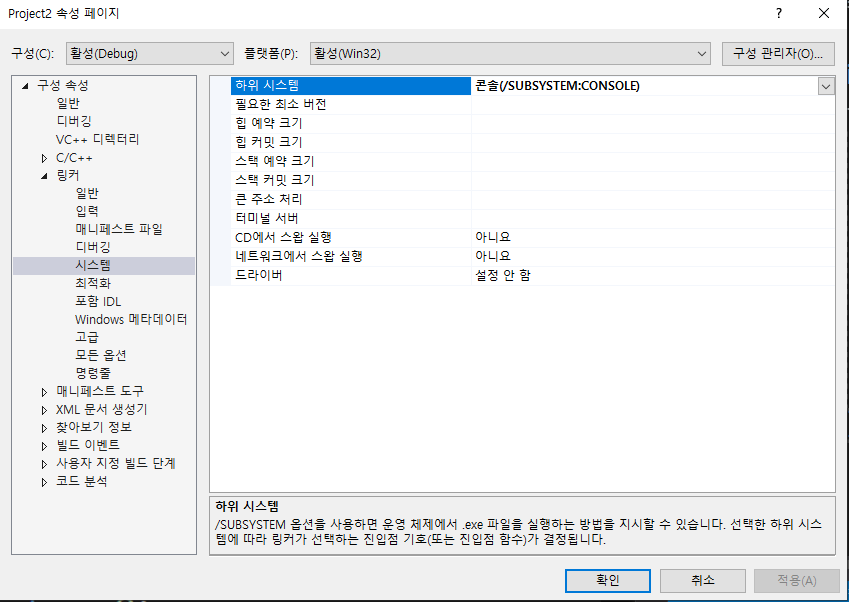 Project2 속성 페이지
?
구성(C): 활성(Debug) 플랫폼(P): 활성(Win32) 구성 관리자(O)...
구성 속성
일반
디버깅
VC++ 디렉터리
C/C++
링커
일반
입력
매니페스트 파일
디버깅
시스템
최적화
포함 IDL
Windows 메타데이터
고급
모든 옵션
명령줄
매니페스트 도구
XML 문서 생성기
찾아보기 정보
빌드 이벤트
사용자 지정 빌드 단계
코드 분석
하위 시스템 콘솔(/SUBSYSTEM:CONSOLE)
필요한 최소 버전
힙 예약 크기
힙 커밋 크기
스택 예약 크기
스택 커밋 크기
큰 주소 처리
터미널 서버
CD에서 스왑 실행 아니요
네트워크에서 스왑 실행 아니요
드라이버 설정 안 함
하위 시스템
/SUBSYSTEM 옵션을 사용하면 운영 체제에서 .exe 파일을 실행하는 방법을 지시할 수 있습니다. 선택한 하위 시스
템에 따라 링커가 선택하는 진입점 기호(또는 진입점 함수)가 결정됩니다.
확인 취소 적용(A)